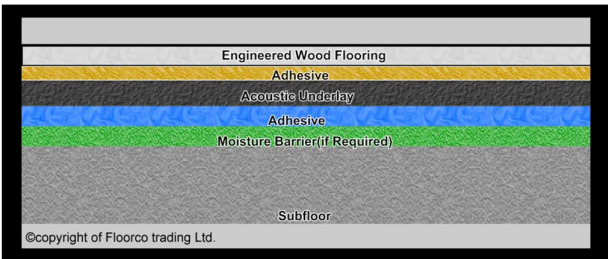 Engineered Wood Flooring
Adhesive
Acoustic Underlay
Adhesive
Moisture Barrier(if Required)
Subfloor
©copyright of Floorco trading Ltd.